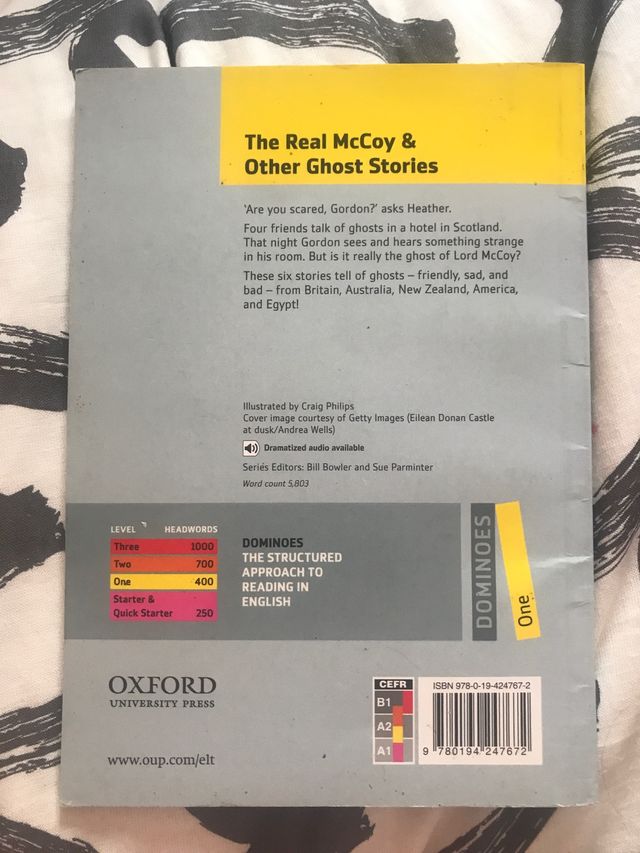 The Real McCoy &
Other Ghost Stories
'Are you scared, Gordon?' asks Heather.
Four friends talk of ghosts in a hotel in Scotland.
That night Gordon sees and hears something strange
in his room. But is it really the ghost of Lord McCoy?
These six stories tell of ghosts – friendly, sad, and
bad – from Britain, Australia, New Zealand, America,
and Egypt!
Illustrated by Craig Philips
Cover image courtesy of Getty Images (Eilean Donan Castle
at dusk/Andrea Wells)
Dramatized audio available
Series Editors: Bill Bowler and Sue Parminter
Word count 5,803
LEVEL HEADWORDS
Three 1000
Two 700
One 400
Starter &
Quick Starter 250
DOMINOES
THE STRUCTURED
APPROACH TO
READING IN
ENGLISH
DOMINOES
One
OXFORD
UNIVERSITY PRESS
www.oup.com/elt
CEFR
B1
A2
A1
ISBN 978-0-19-424767-2
9 780194 247672